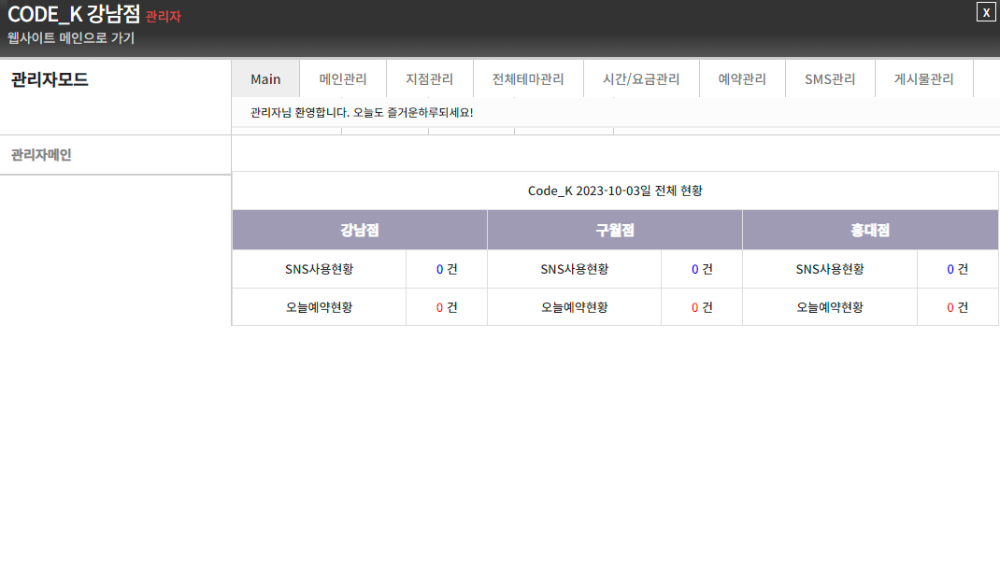 CODE_K 강남점 관리자
X
웹사이트 메인으로 가기
관리자모드
Main 메인관리 지점관리 전체테마관리 시간/요금관리 예약관리 SMS관리 게시물관리
관리자님 환영합니다. 오늘도 즐거운하루되세요!
관리자메인
Code_K 2023-10-03일 전체 현황
강남점 구월점 홍대점
SNS사용현황 0 건 SNS사용현황 0 건 SNS사용현황 0 건
오늘예약현황 0 건 오늘예약현황 0 건 오늘예약현황 0 건